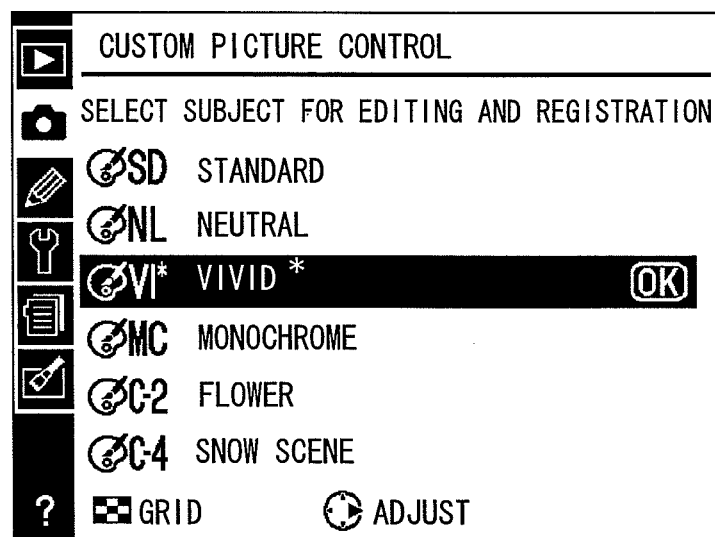 CUSTOM PICTURE CONTROL
SELECT SUBJECT FOR EDITING AND REGISTRATION
SD STANDARD
NL NEUTRAL
VI* VIVID * OK
MC MONOCHROME
C-2 FLOWER
C-4 SNOW SCENE
? GRID ADJUST